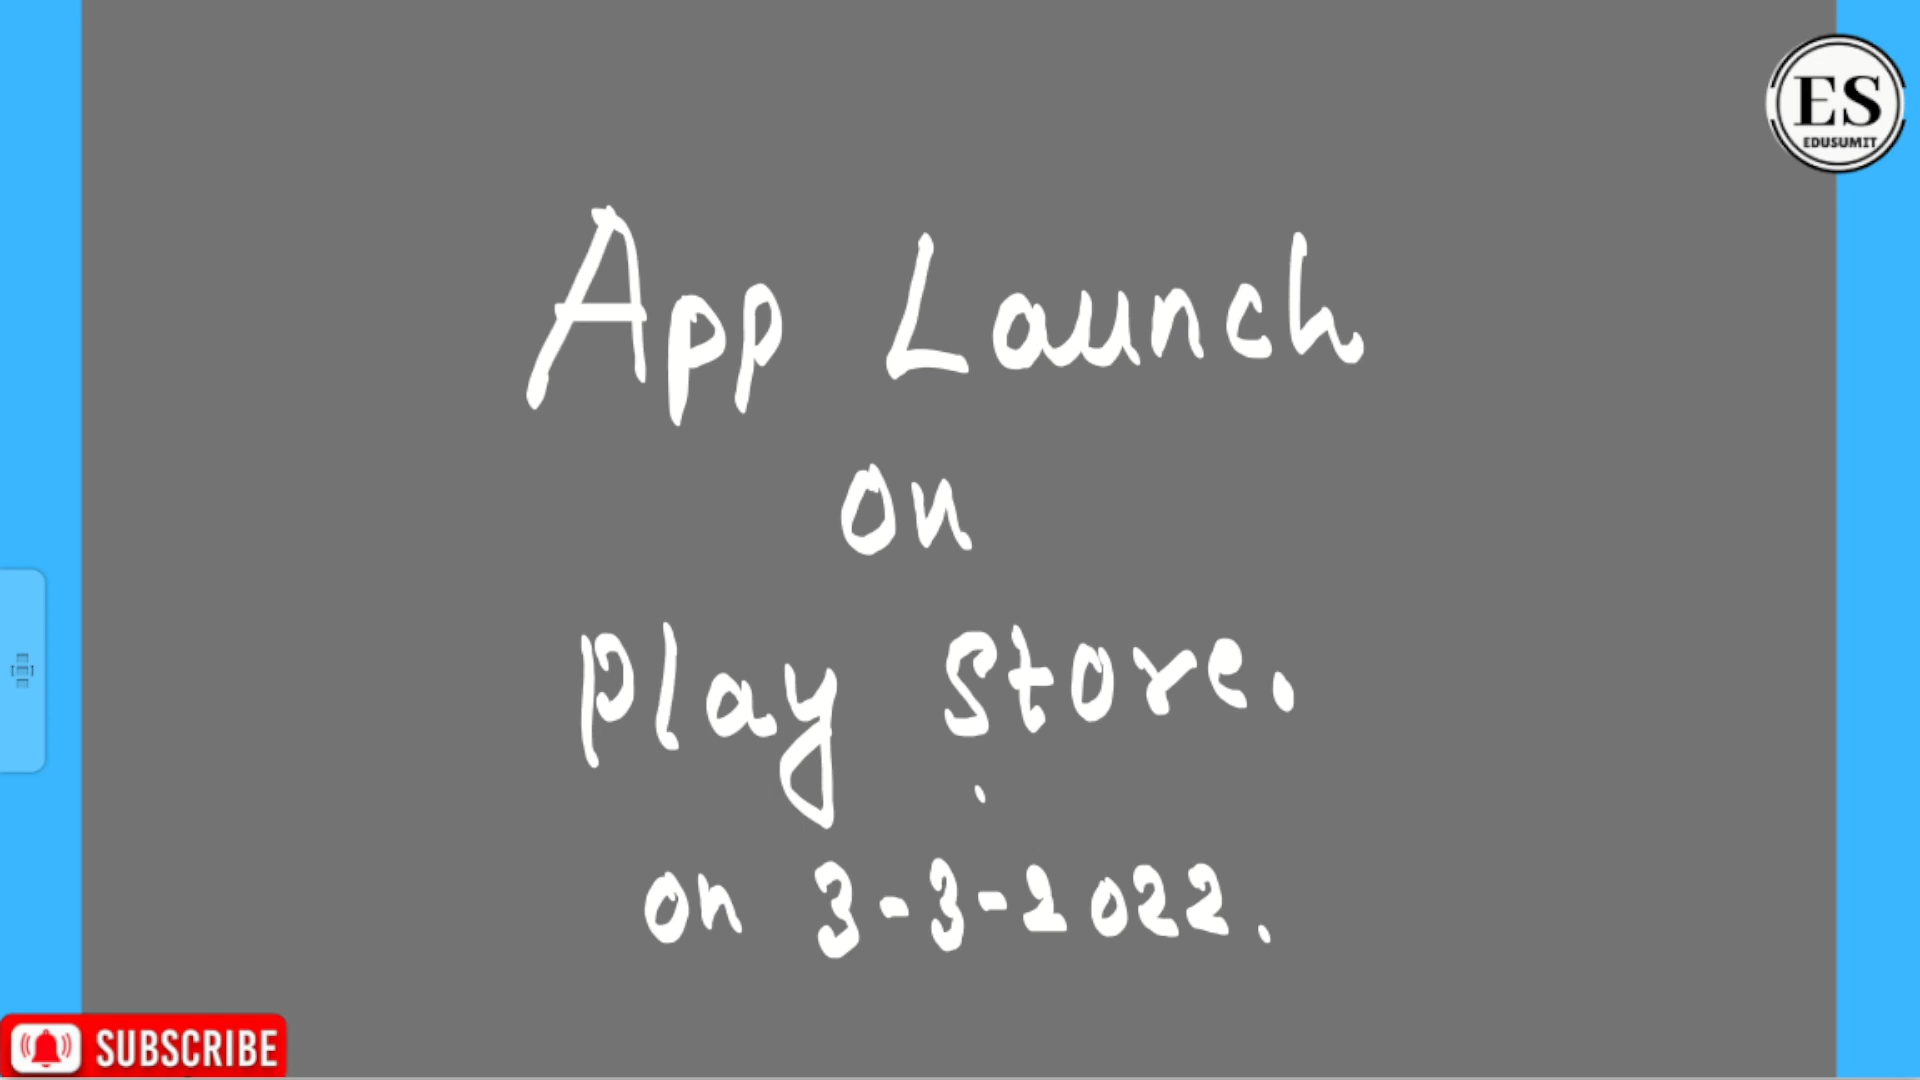 ES
EDUSUMIT
App Launch
on
play store.
on 3-3-2022.
SUBSCRIBE